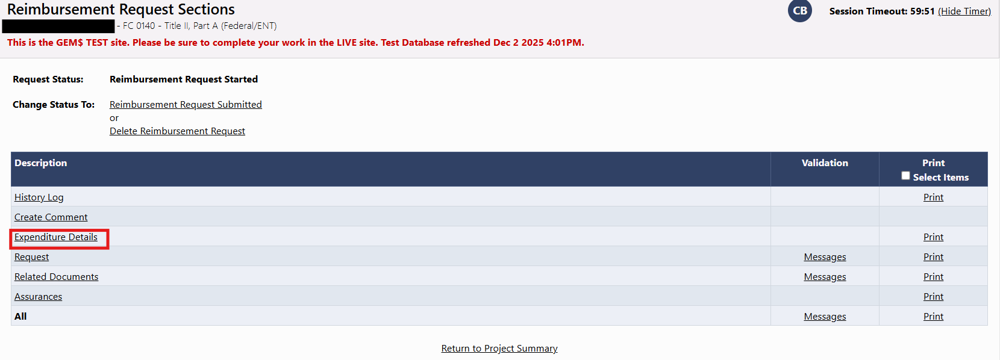 Reimbursement Request Sections
CB
Session Timeout: 59:51 (Hide Timer)
- FC 0140 - Title II, Part A (Federal/ENT)
This is the GEM$ TEST site. Please be sure to complete your work in the LIVE site. Test Database refreshed Dec 2 2025 4:01PM.
Request Status: Reimbursement Request Started
Change Status To: Reimbursement Request Submitted
or
Delete Reimbursement Request
Description Validation Print
Select Items
History Log Print
Create Comment
Expenditure Details Print
Request Messages Print
Related Documents Messages Print
Assurances Print
All Messages Print
Return to Project Summary